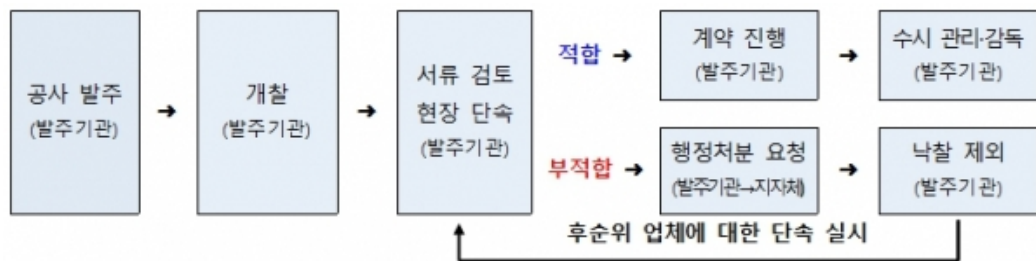 공사 발주
(발주기관)
→
개찰
(발주기관)
→
서류 검토
현장 단속
(발주기관)
적합 →
계약 진행
(발주기관)
→
수시 관리·감독
(발주기관)
부적합 →
행정처분 요청
(발주기관→지자체)
→
낙찰 제외
(발주기관)
후순위 업체에 대한 단속 실시